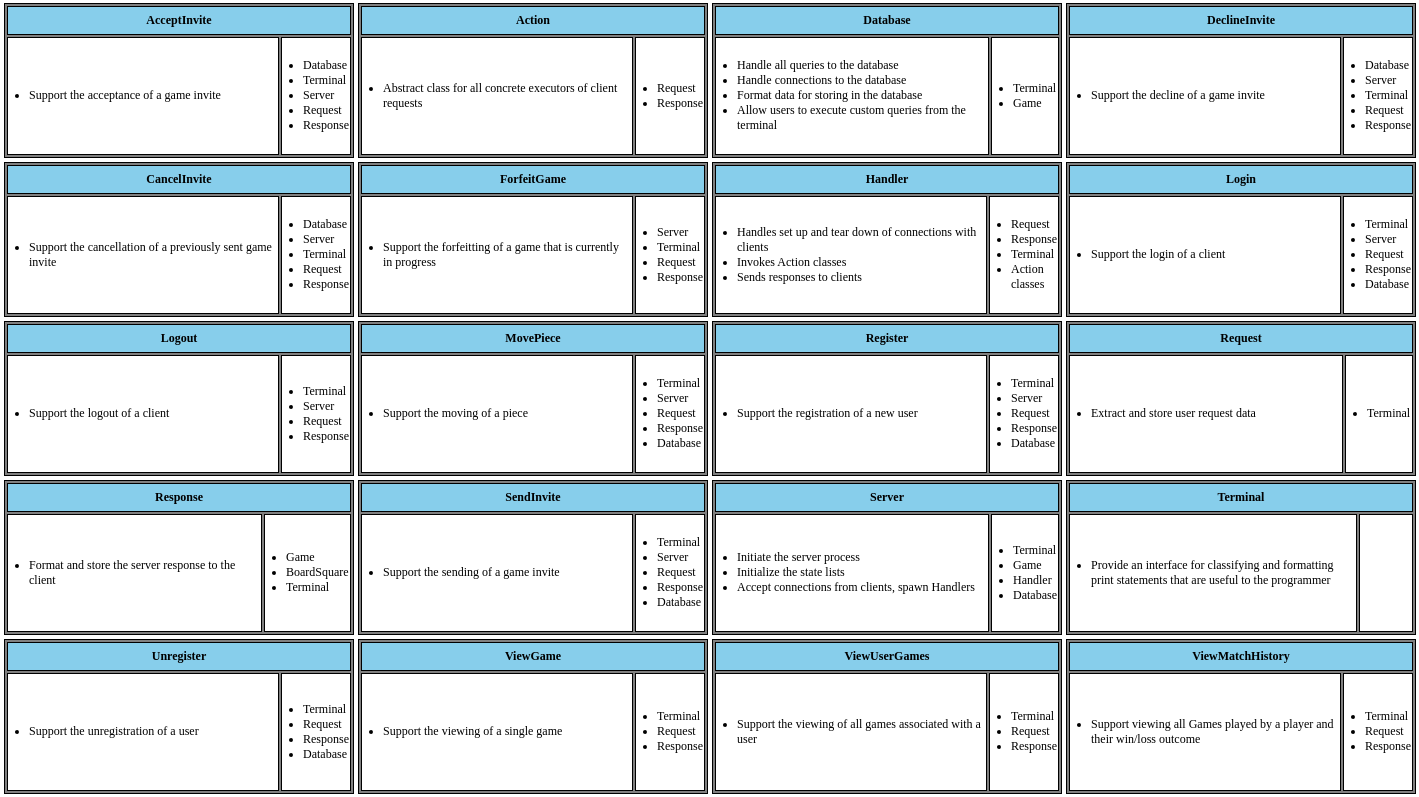 AcceptInvite
Support the acceptance of a game invite
Database
Terminal
Server
Request
Response
Action
Abstract class for all concrete executors of client
requests
Request
Response
Database
Handle all queries to the database
Handle connections to the database
Format data for storing in the database
Allow users to execute custom queries from the
terminal
Terminal
Game
DeclineInvite
Support the decline of a game invite
Database
Server
Terminal
Request
Response
CancelInvite
Support the cancellation of a previously sent game
invite
Database
Server
Terminal
Request
Response
ForfeitGame
Support the forfeitting of a game that is currently
in progress
Server
Terminal
Request
Response
Handler
Handles set up and tear down of connections with
clients
Invokes Action classes
Sends responses to clients
Request
Response
Terminal
Action
classes
Login
Support the login of a client
Terminal
Server
Request
Response
Database
Logout
Support the logout of a client
Terminal
Server
Request
Response
MovePiece
Support the moving of a piece
Terminal
Server
Request
Response
Database
Register
Support the registration of a new user
Terminal
Server
Request
Response
Database
Request
Extract and store user request data
Terminal
Response
Format and store the server response to the
client
Game
BoardSquare
Terminal
SendInvite
Support the sending of a game invite
Terminal
Server
Request
Response
Database
Server
Initiate the server process
Initialize the state lists
Accept connections from clients, spawn Handlers
Terminal
Game
Handler
Database
Terminal
Provide an interface for classifying and formatting
print statements that are useful to the programmer
Unregister
Support the unregistration of a user
Terminal
Request
Response
Database
ViewGame
Support the viewing of a single game
Terminal
Request
Response
ViewUserGames
Support the viewing of all games associated with a
user
Terminal
Request
Response
ViewMatchHistory
Support viewing all Games played by a player and
their win/loss outcome
Terminal
Request
Response